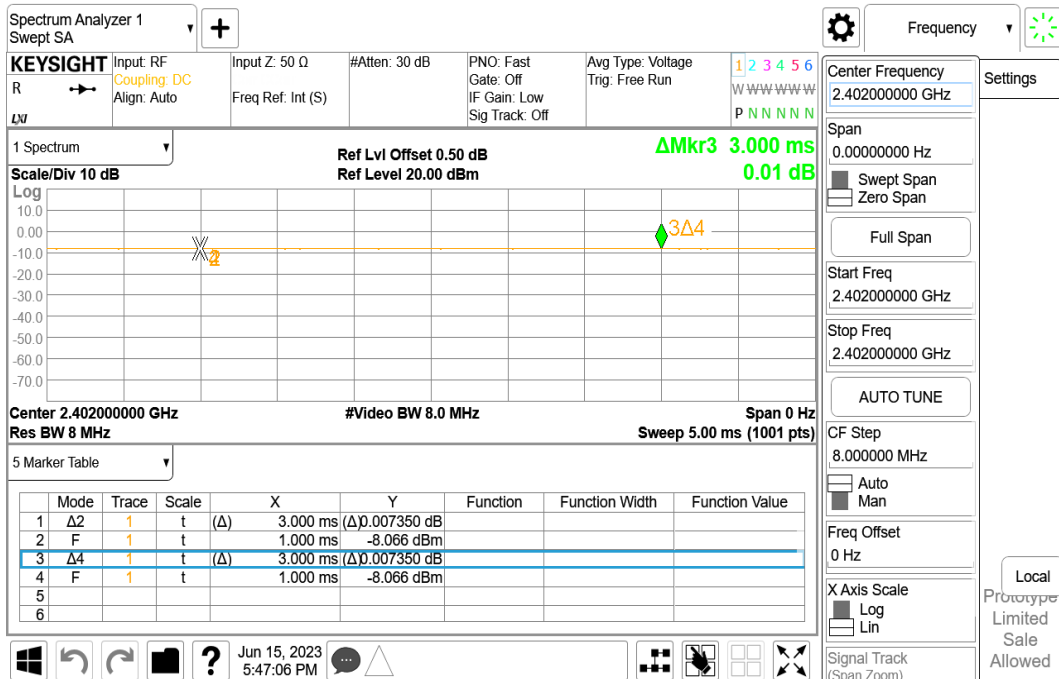 Spectrum Analyzer 1
Swept SA
Frequency
KEYSIGHT
R
LXI
Input: RF
Coupling: DC
Align: Auto
Input Z: 50 Ω
Freq Ref: Int (S)
#Atten: 30 dB
PNO: Fast
Gate: Off
IF Gain: Low
Sig Track: Off
Avg Type: Voltage
Trig: Free Run
1 2 3 4 5 6
W W W W W W
P N N N N N
1 Spectrum
Scale/Div 10 dB
Ref Lvl Offset 0.50 dB
Ref Level 20.00 dBm
ΔMkr3 3.000 ms
0.01 dB
Log
10.0
0.00
-10.0
-20.0
-30.0
-40.0
-50.0
-60.0
-70.0
3Δ4
Center 2.402000000 GHz
#Video BW 8.0 MHz
Span 0 Hz
Res BW 8 MHz
Sweep 5.00 ms (1001 pts)
5 Marker Table
Mode Trace Scale X Y Function Function Width Function Value
1 Δ2 1 t (Δ) 3.000 ms (Δ) 0.007350 dB
2 F 1 t 1.000 ms -8.066 dBm
3 Δ4 1 t (Δ) 3.000 ms (Δ) 0.007350 dB
4 F 1 t 1.000 ms -8.066 dBm
5
6
Jun 15, 2023
5:47:06 PM
Center Frequency
2.402000000 GHz
Span
0.00000000 Hz
Swept Span
Zero Span
Full Span
Start Freq
2.402000000 GHz
Stop Freq
2.402000000 GHz
AUTO TUNE
CF Step
8.000000 MHz
Auto
Man
Freq Offset
0 Hz
X Axis Scale
Log
Lin
Signal Track
(Span Zoom)
Settings
Local
Prototype
Limited
Sale
Allowed